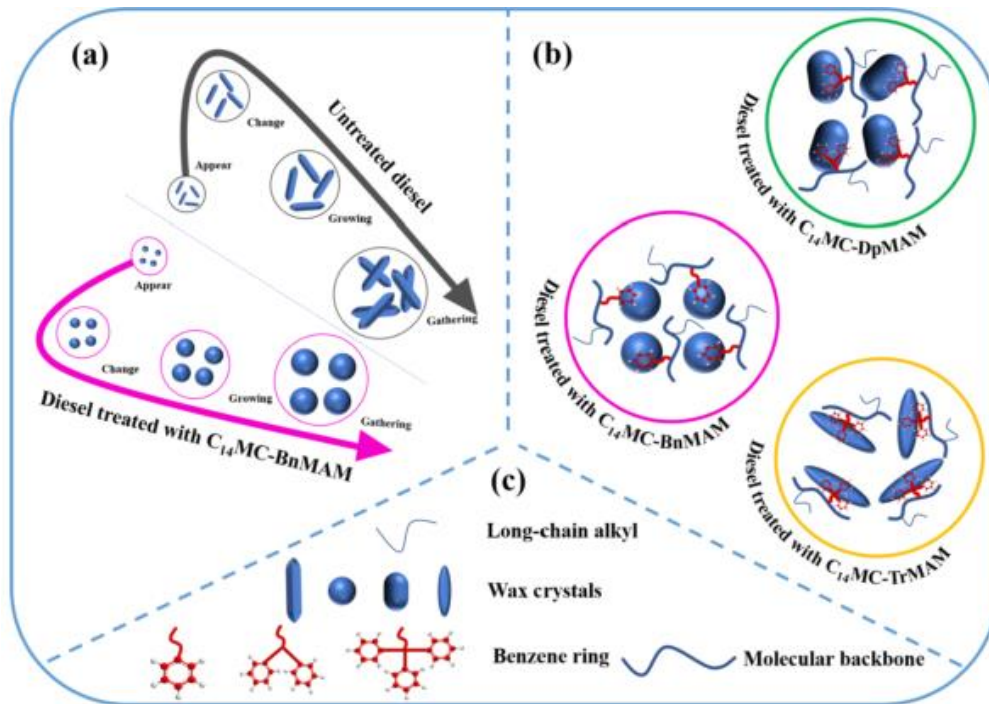 (a)
Change
Appear
Untreated diesel
Growing
Gathering
Appear
Change
Growing
Gathering
Diesel treated with C₁₄MC-BnMAM
(b)
Diesel treated with C₁₄MC-DpMAM
Diesel treated with C₁₄MC-BnMAM
Diesel treated with C₁₄MC-TrMAM
(c)
Long-chain alkyl
Wax crystals
Benzene ring
Molecular backbone